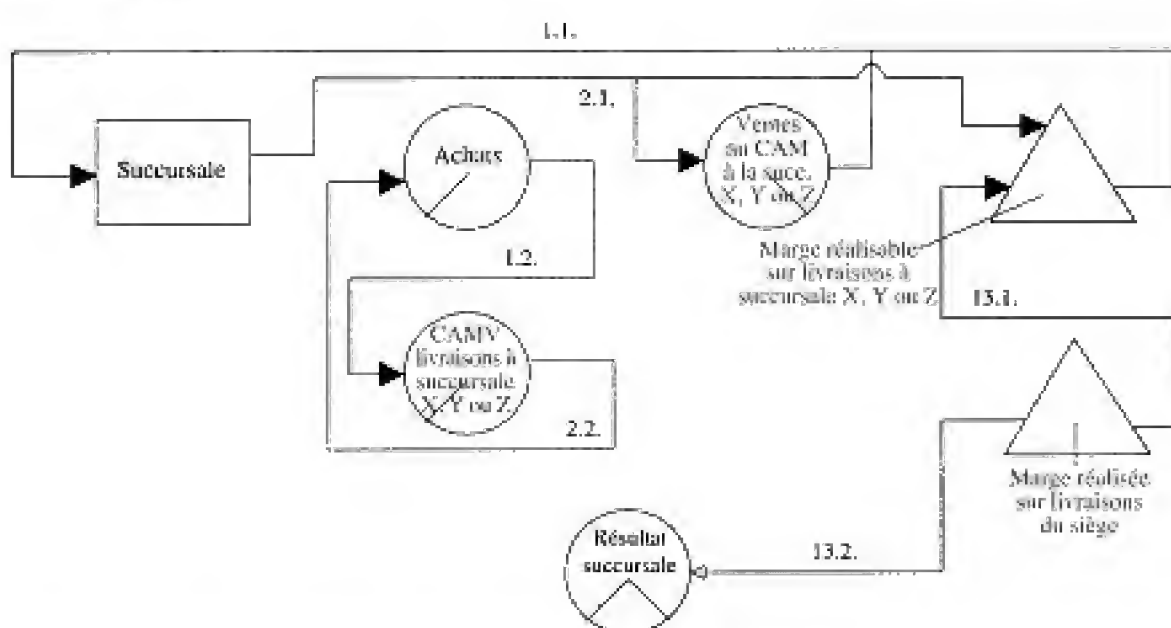 1.1.
2.1.
Succursale
Achats
Ventes
au CAM
à la succ.
X, Y ou Z
1.2.
Marge réalisable
sur livraisons à
succursale X, Y ou Z
13.1.
CAMV
livraisons à
succursale
X, Y ou Z
2.2.
Marge réalisée
sur livraisons
du siège
Résultat
succursale
13.2.